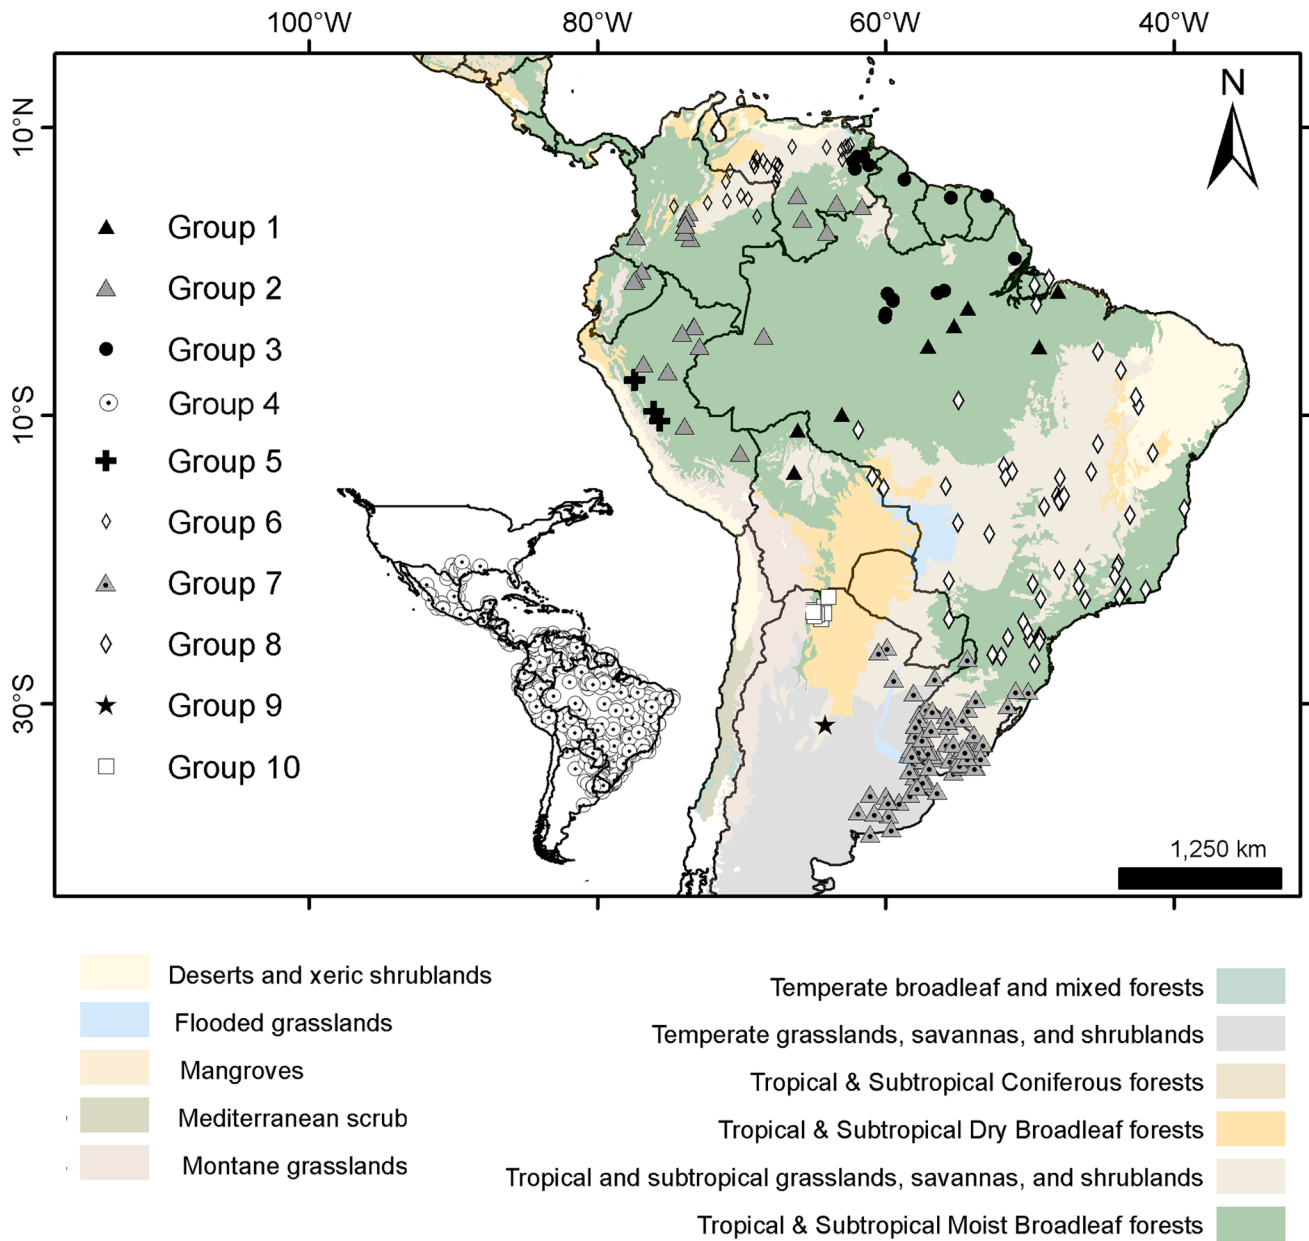 100°W
80°W
60°W
40°W
10°N
10°S
30°S
N
Group 1
Group 2
Group 3
Group 4
Group 5
Group 6
Group 7
Group 8
Group 9
Group 10
1,250 km
Deserts and xeric shrublands
Flooded grasslands
Mangroves
Mediterranean scrub
Montane grasslands
Temperate broadleaf and mixed forests
Temperate grasslands, savannas, and shrublands
Tropical & Subtropical Coniferous forests
Tropical & Subtropical Dry Broadleaf forests
Tropical and subtropical grasslands, savannas, and shrublands
Tropical & Subtropical Moist Broadleaf forests